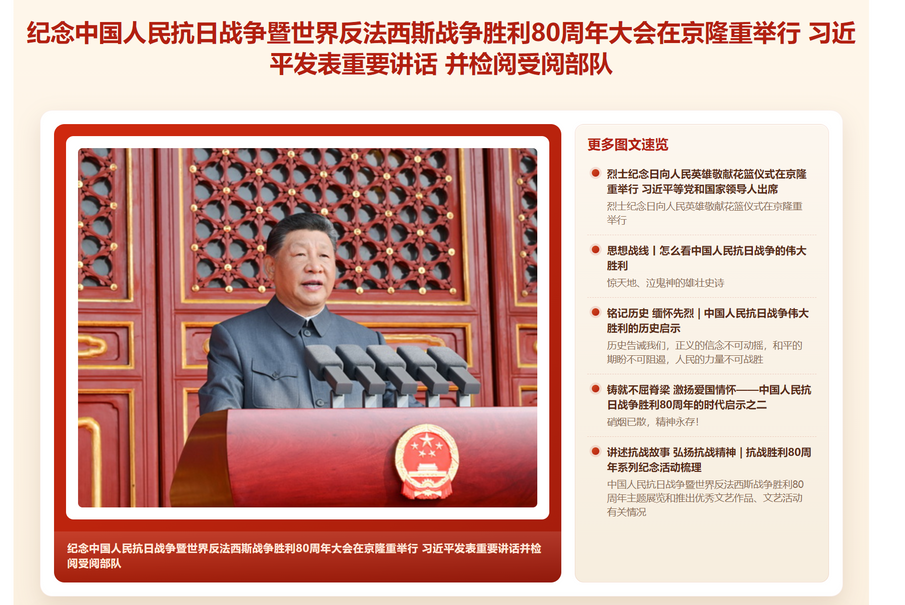 纪念中国人民抗日战争暨世界反法西斯战争胜利80周年大会在京隆重举行 习近
平发表重要讲话 并检阅受阅部队
更多图文速览
烈士纪念日向人民英雄敬献花篮仪式在京隆
重举行 习近平等党和国家领导人出席
烈士纪念日向人民英雄敬献花篮仪式在京隆重
举行
思想战线丨怎么看中国人民抗日战争的伟大
胜利
惊天地、泣鬼神的雄壮史诗
铭记历史 缅怀先烈 | 中国人民抗日战争伟大
胜利的历史启示
历史告诫我们，正义的信念不可动摇，和平的
期盼不可阻遏，人民的力量不可战胜
铸就不屈脊梁 激扬爱国情怀——中国人民抗
日战争胜利80周年的时代启示之二
硝烟已散，精神永存！
讲述抗战故事 弘扬抗战精神 | 抗战胜利80周
年系列纪念活动梳理
中国人民抗日战争暨世界反法西斯战争胜利80
周年主题展览和推出优秀文艺作品、文艺活动
有关情况
纪念中国人民抗日战争暨世界反法西斯战争胜利80周年大会在京隆重举行 习近平发表重要讲话并检
阅受阅部队